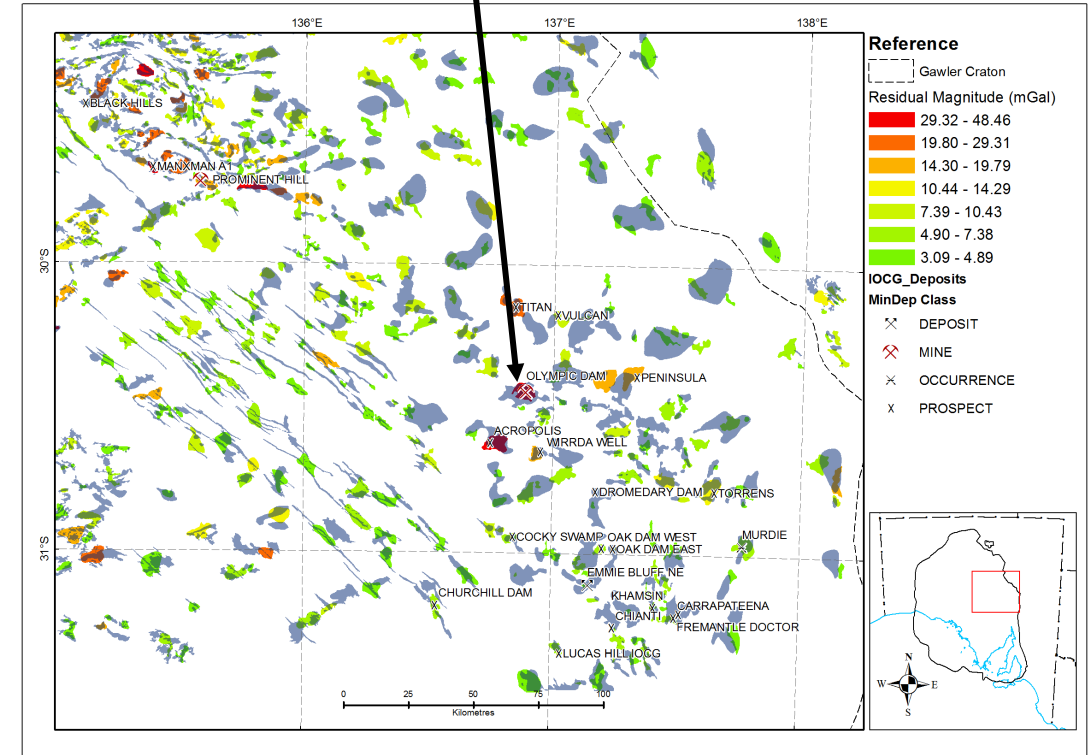 136°E
137°E
138°E
30°S
31°S
XBLACK HILLS
XMANXMAN A1
PROMINENT HILL
XTITAN
XVULCAN
OLYMPIC DAM
XPENINSULA
ACROPOLIS
WIRRDA WELL
XDROMEDARY DAM
XTORRENS
XCOCKY SWAMP
OAK DAM WEST
XOAK DAM EAST
MURDIE
EMMIE BLUFF NE
CHURCHILL DAM
KHAMSIN
CARRAPATEENA
CHIANTI
FREMANTLE DOCTOR
XLUCAS HILL IOCG
0 25 50 75 100
Kilometres
Reference
Gawler Craton
Residual Magnitude (mGal)
29.32 - 48.46
19.80 - 29.31
14.30 - 19.79
10.44 - 14.29
7.39 - 10.43
4.90 - 7.38
3.09 - 4.89
IOCG_Deposits
MinDep Class
DEPOSIT
MINE
OCCURRENCE
X PROSPECT
N
W E
S